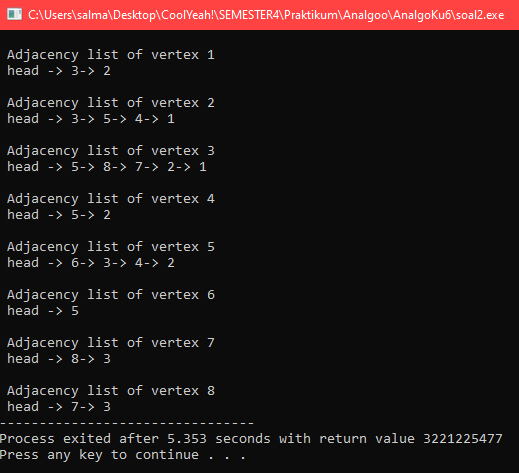 C:\Users\salma\Desktop\CoolYeah!\SEMESTER4\Praktikum\Analgoo\AnalgoKu6\soal2.exe
Adjacency list of vertex 1
head -> 3-> 2
Adjacency list of vertex 2
head -> 3-> 5-> 4-> 1
Adjacency list of vertex 3
head -> 5-> 8-> 7-> 2-> 1
Adjacency list of vertex 4
head -> 5-> 2
Adjacency list of vertex 5
head -> 6-> 3-> 4-> 2
Adjacency list of vertex 6
head -> 5
Adjacency list of vertex 7
head -> 8-> 3
Adjacency list of vertex 8
head -> 7-> 3
--------------------------------
Process exited after 5.353 seconds with return value 3221225477
Press any key to continue . . .